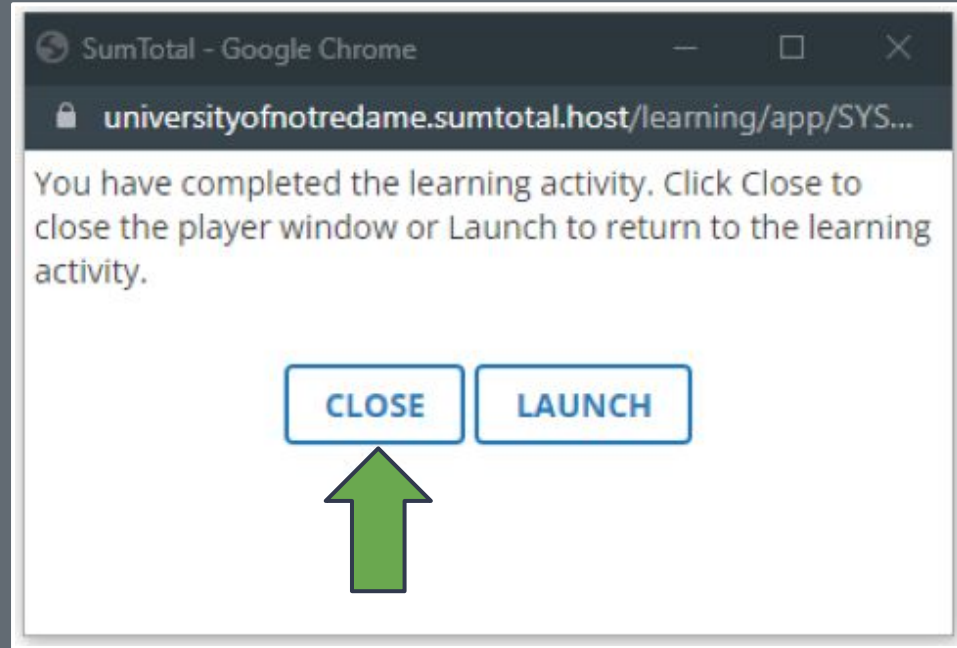 SumTotal - Google Chrome
universityofnotredame.sumtotal.host/learning/app/SYS...
You have completed the learning activity. Click Close to
close the player window or Launch to return to the learning
activity.
CLOSE LAUNCH